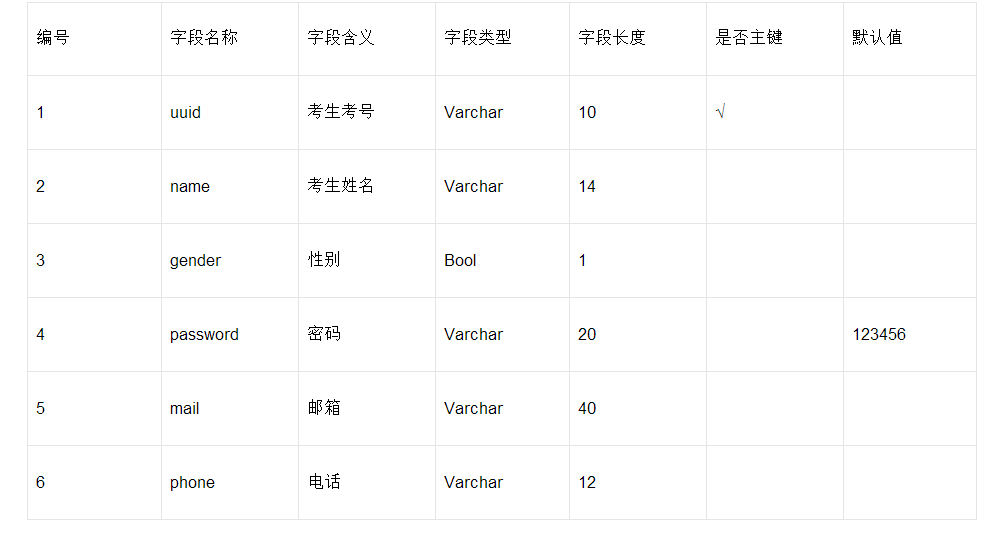 编号 字段名称 字段含义 字段类型 字段长度 是否主键 默认值
1 uuid 考生考号 Varchar 10 √
2 name 考生姓名 Varchar 14
3 gender 性别 Bool 1
4 password 密码 Varchar 20 123456
5 mail 邮箱 Varchar 40
6 phone 电话 Varchar 12